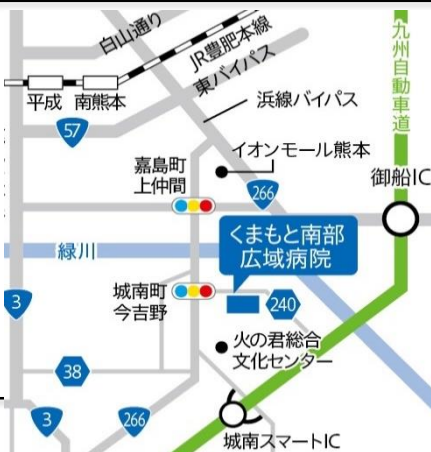 白山通り
JR豊肥本線
東バイパス
九州自動車道
平成
南熊本
浜線バイパス
57
イオンモール熊本
嘉島町
上仲間
266
御船IC
くまもと南部
広域病院
緑川
城南町
今吉野
240
3
火の君総合
文化センター
38
3
266
城南スマートIC